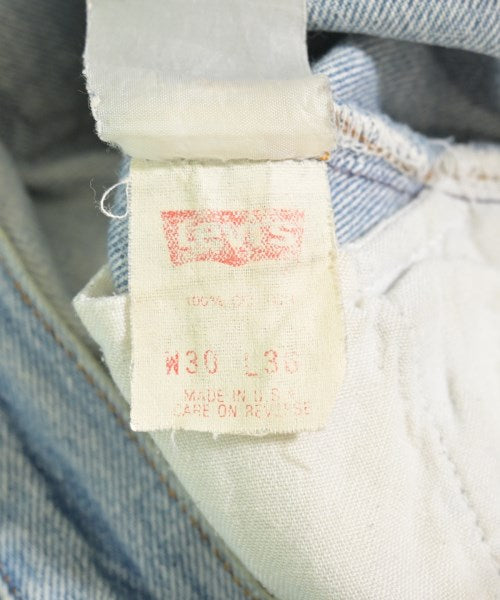 Levi's
100%
W30 L36
MADE IN U.S.A
CARE ON REVERSE